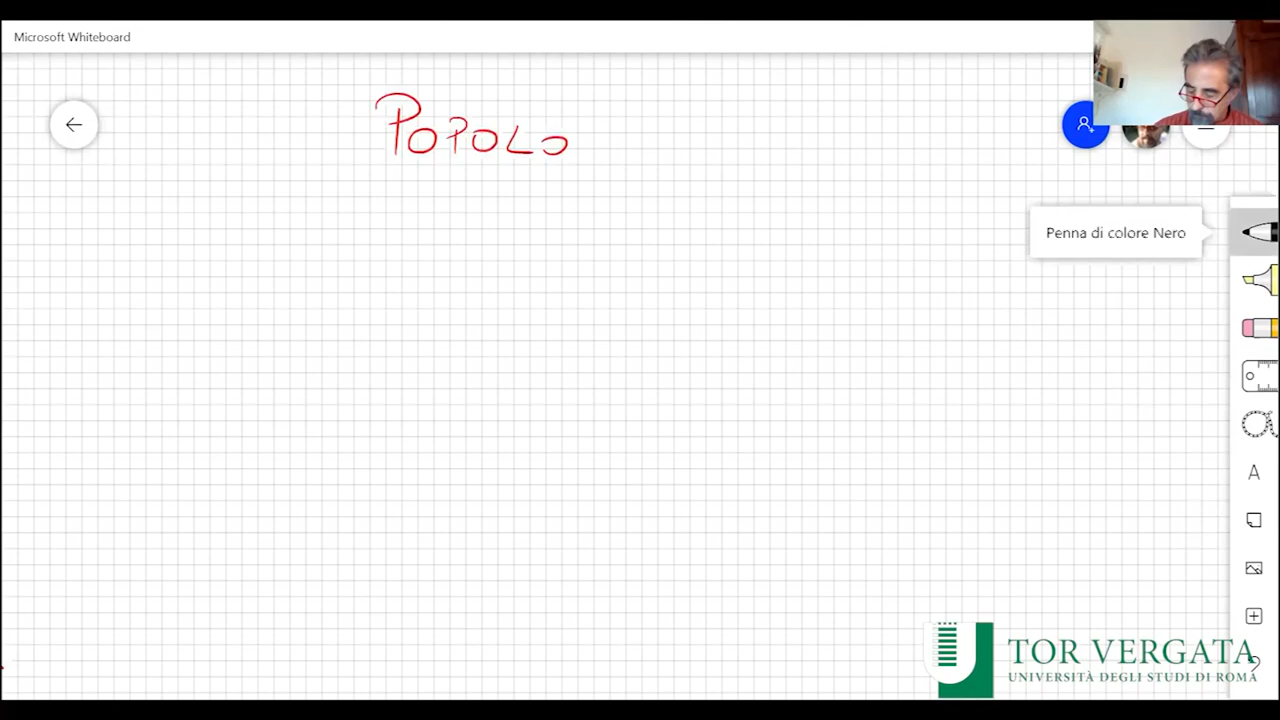 Microsoft Whiteboard
POPOLO
Penna di colore Nero
A
TOR VERGATA
UNIVERSITÀ DEGLI STUDI DI ROMA